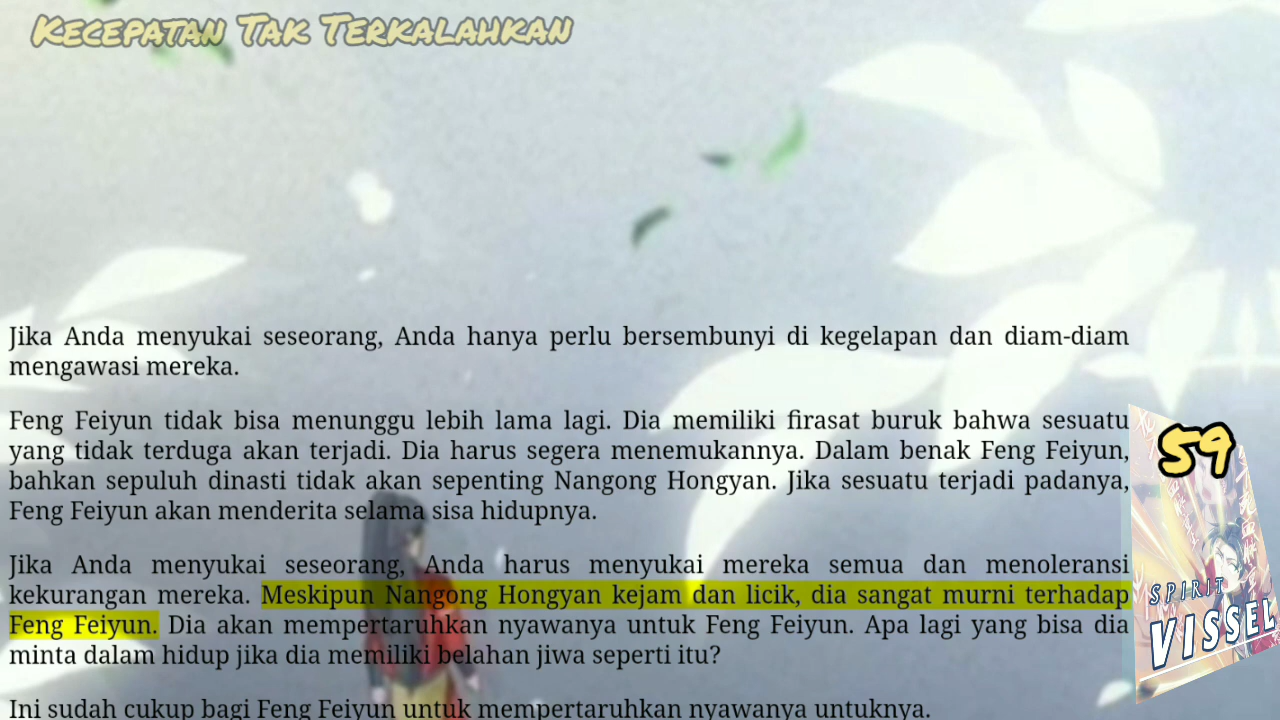 Kecepatan Tak Terkalahkan
Jika Anda menyukai seseorang, Anda hanya perlu bersembunyi di kegelapan dan diam-diam
mengawasi mereka.
Feng Feiyun tidak bisa menunggu lebih lama lagi. Dia memiliki firasat buruk bahwa sesuatu
yang tidak terduga akan terjadi. Dia harus segera menemukannya. Dalam benak Feng Feiyun,
bahkan sepuluh dinasti tidak akan sepenting Nangong Hongyan. Jika sesuatu terjadi padanya,
Feng Feiyun akan menderita selama sisa hidupnya.
Jika Anda menyukai seseorang, Anda harus menyukai mereka semua dan menoleransi
kekurangan mereka. Meskipun Nangong Hongyan kejam dan licik, dia sangat murni terhadap
Feng Feiyun. Dia akan mempertaruhkan nyawanya untuk Feng Feiyun. Apa lagi yang bisa dia
minta dalam hidup jika dia memiliki belahan jiwa seperti itu?
Ini sudah cukup bagi Feng Feiyun untuk mempertaruhkan nyawanya untuknya.
59
SPIRIT
VISSEL